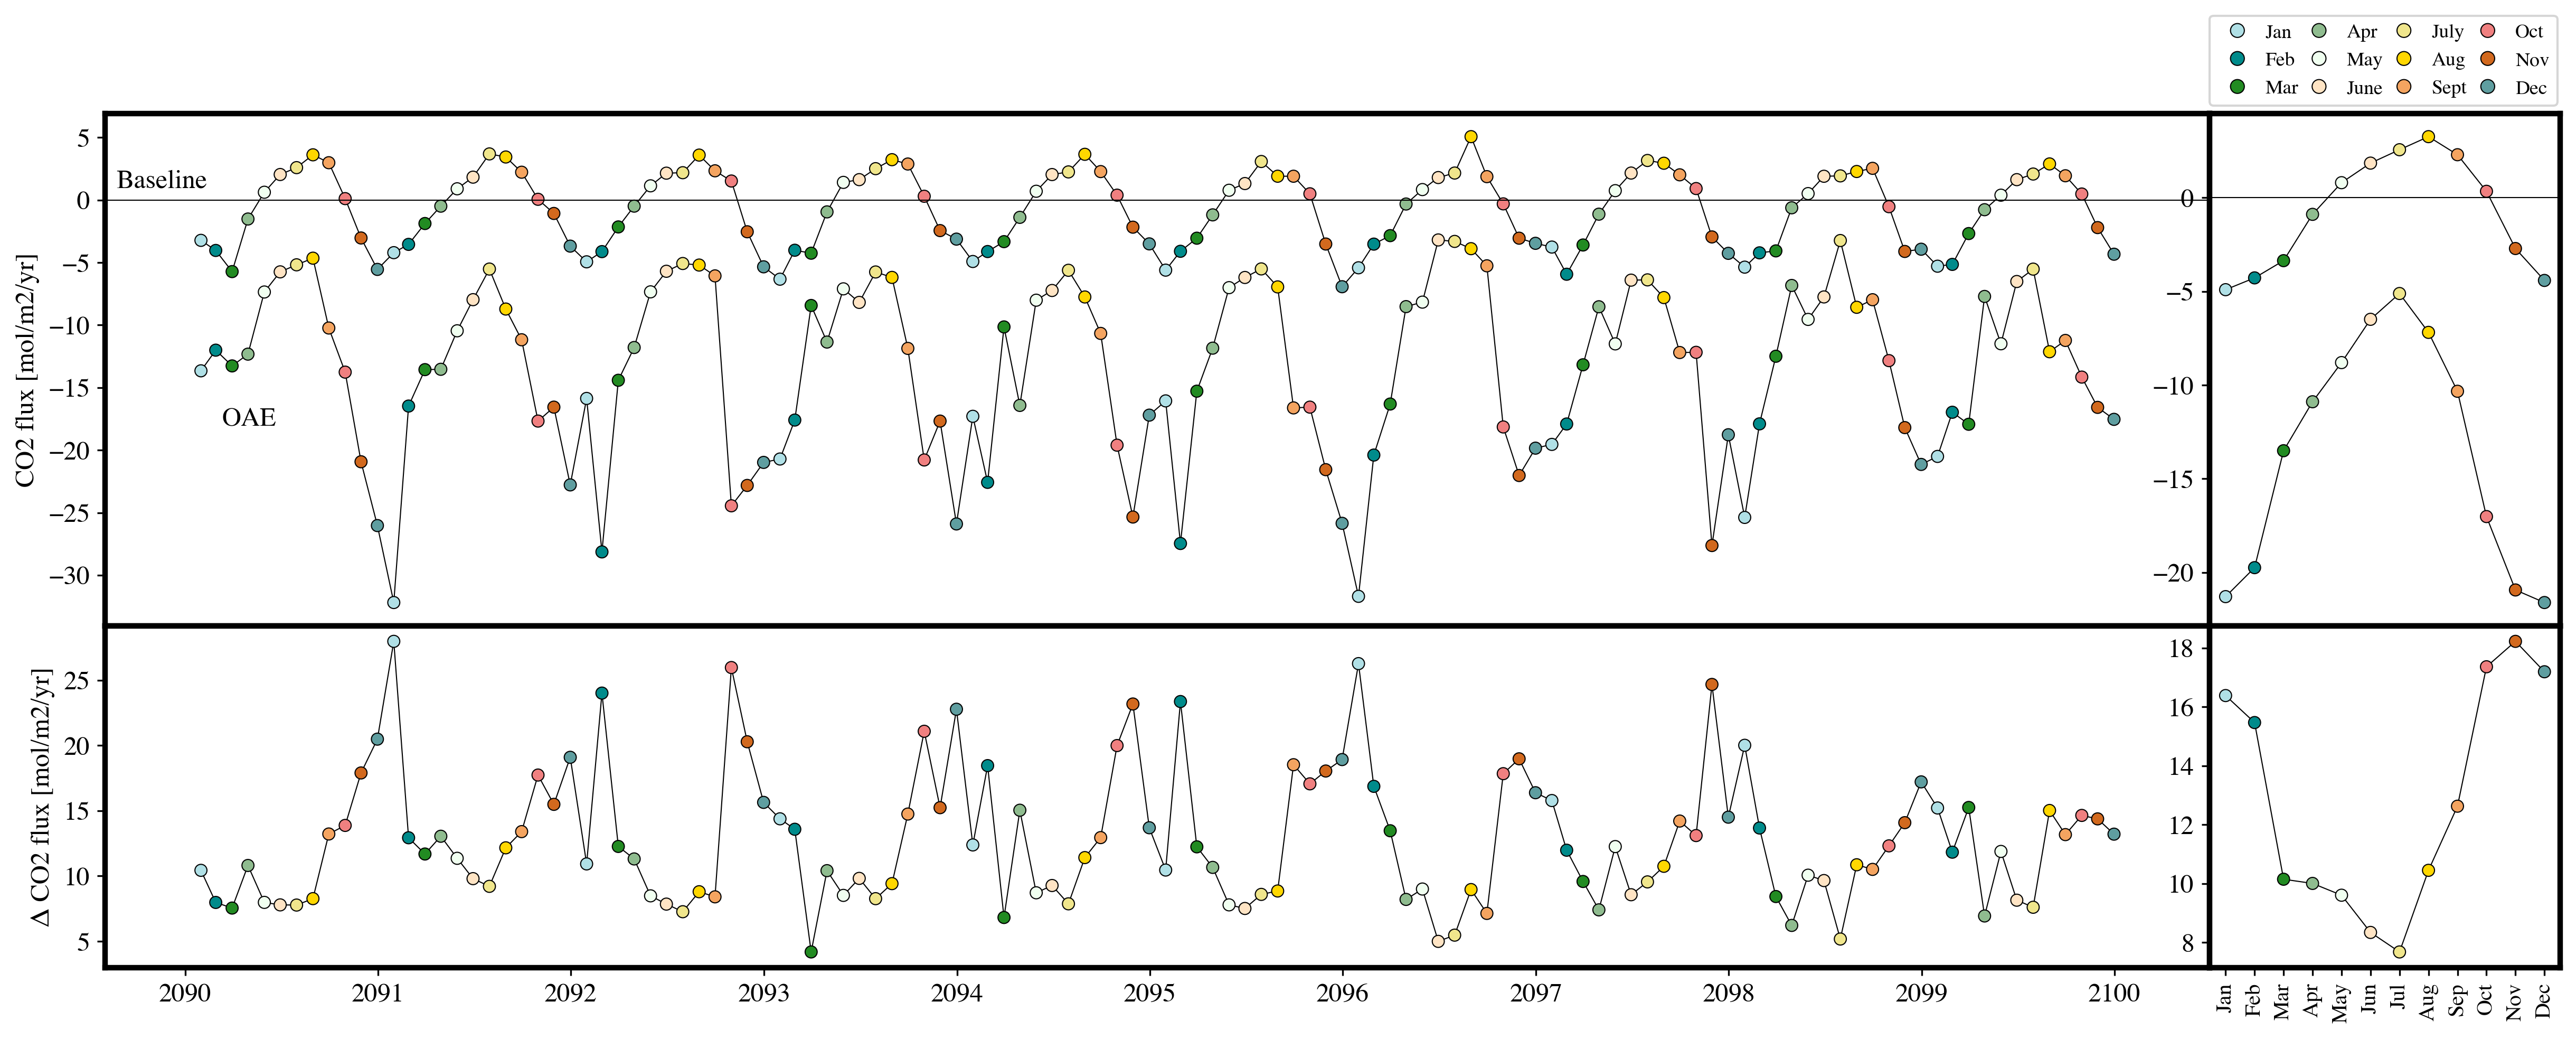 Jan Apr July Oct
Feb May Aug Nov
Mar June Sept Dec
CO2 flux [mol/m2/yr]
5
0
−5
−10
−15
−20
−25
−30
Baseline
OAE
0
−5
−10
−15
−20
Δ CO2 flux [mol/m2/yr]
25
20
15
10
5
18
16
14
12
10
8
2090 2091 2092 2093 2094 2095 2096 2097 2098 2099 2100
Jan Feb Mar Apr May Jun Jul Aug Sep Oct Nov Dec